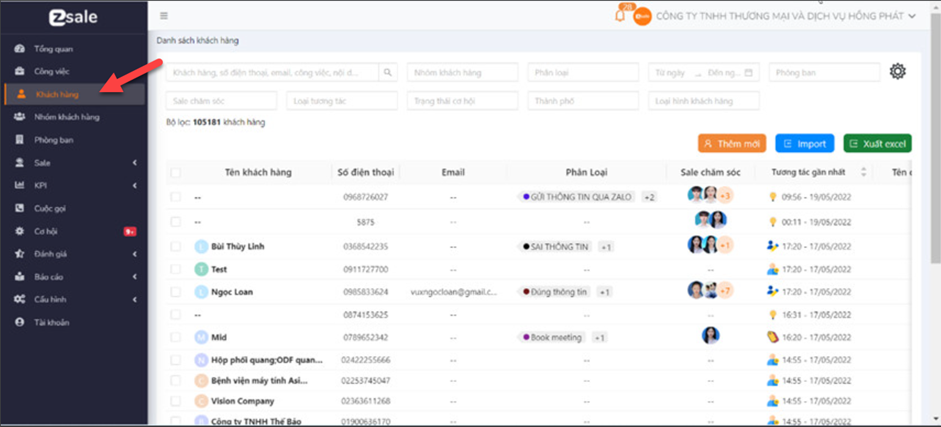 zsale
Tổng quan
Công việc
Khách hàng
Nhóm khách hàng
Phòng ban
Sale
KPI
Cuộc gọi
Cơ hội 9+
Đánh giá
Báo cáo
Cấu hình
Tài khoản
CÔNG TY TNHH THƯƠNG MẠI VÀ DỊCH VỤ HỒNG PHÁT
Danh sách khách hàng
Khách hàng, số điện thoại, email, công việc, nội d... Nhóm khách hàng Phân loại Từ ngày Đến ng... Phòng ban
Sale chăm sóc Loại tương tác Trạng thái cơ hội Thành phố Loại hình khách hàng
Bộ lọc: 105181 khách hàng
Thêm mới Import Xuất excel
Tên khách hàng Số điện thoại Email Phân Loại Sale chăm sóc Tương tác gần nhất
-- 0968726027 -- GỬI THÔNG TIN QUA ZALO +2 +3 09:56 - 19/05/2022
-- 5875 -- -- 00:11 - 19/05/2022
Bùi Thùy Linh 0368542235 -- SAI THÔNG TIN +1 +1 17:20 - 17/05/2022
T Test 0911727700 -- -- -- 17:20 - 17/05/2022
Ngọc Loan 0985833624 vuxngocloan@gmail.c... Đúng thông tin +1 +7 17:20 - 17/05/2022
-- 0874153625 -- -- -- 16:31 - 17/05/2022
M Mid 0789652342 -- Book meeting +1 16:20 - 17/05/2022
Hộp phối quang;ODF quan... 02422255666 -- -- -- 14:55 - 17/05/2022
Bệnh viện máy tính Asi... 02253745047 -- -- -- 14:55 - 17/05/2022
Vision Company 02363611268 -- -- -- 14:55 - 17/05/2022
Công ty TNHH Thế Bảo 01900636170 -- -- -- 14:55 - 17/05/2022